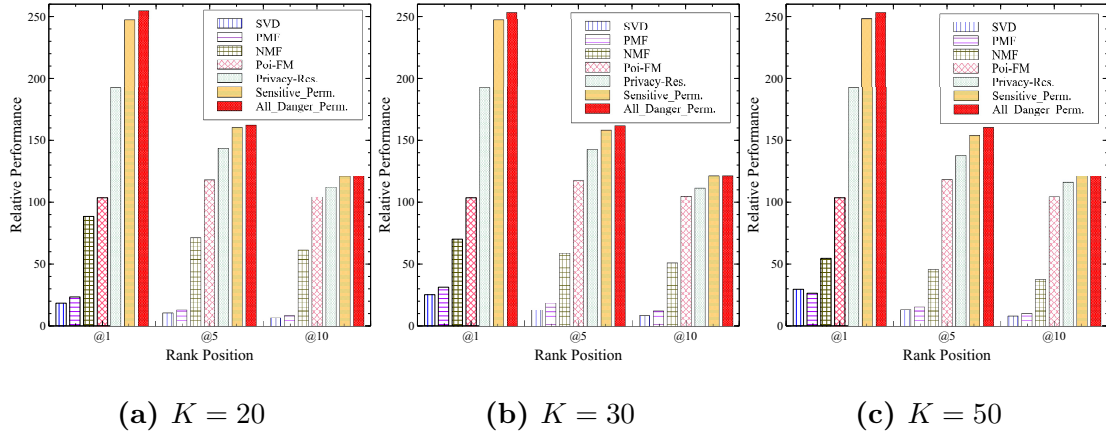 250
200
150
100
50
0
Relative Performance
SVD
PMF
NMF
Poi-FM
Privacy-Res.
Sensitive_Perm.
All_Danger_Perm.
@1 @5 @10
Rank Position
(a) K = 20
250
200
150
100
50
0
Relative Performance
SVD
PMF
NMF
Poi-FM
Privacy-Res.
Sensitive_Perm.
All_Danger_Perm.
@1 @5 @10
Rank Position
(b) K = 30
250
200
150
100
50
0
Relative Performance
SVD
PMF
NMF
Poi-FM
Privacy-Res.
Sensitive_Perm.
All_Danger_Perm.
@1 @5 @10
Rank Position
(c) K = 50